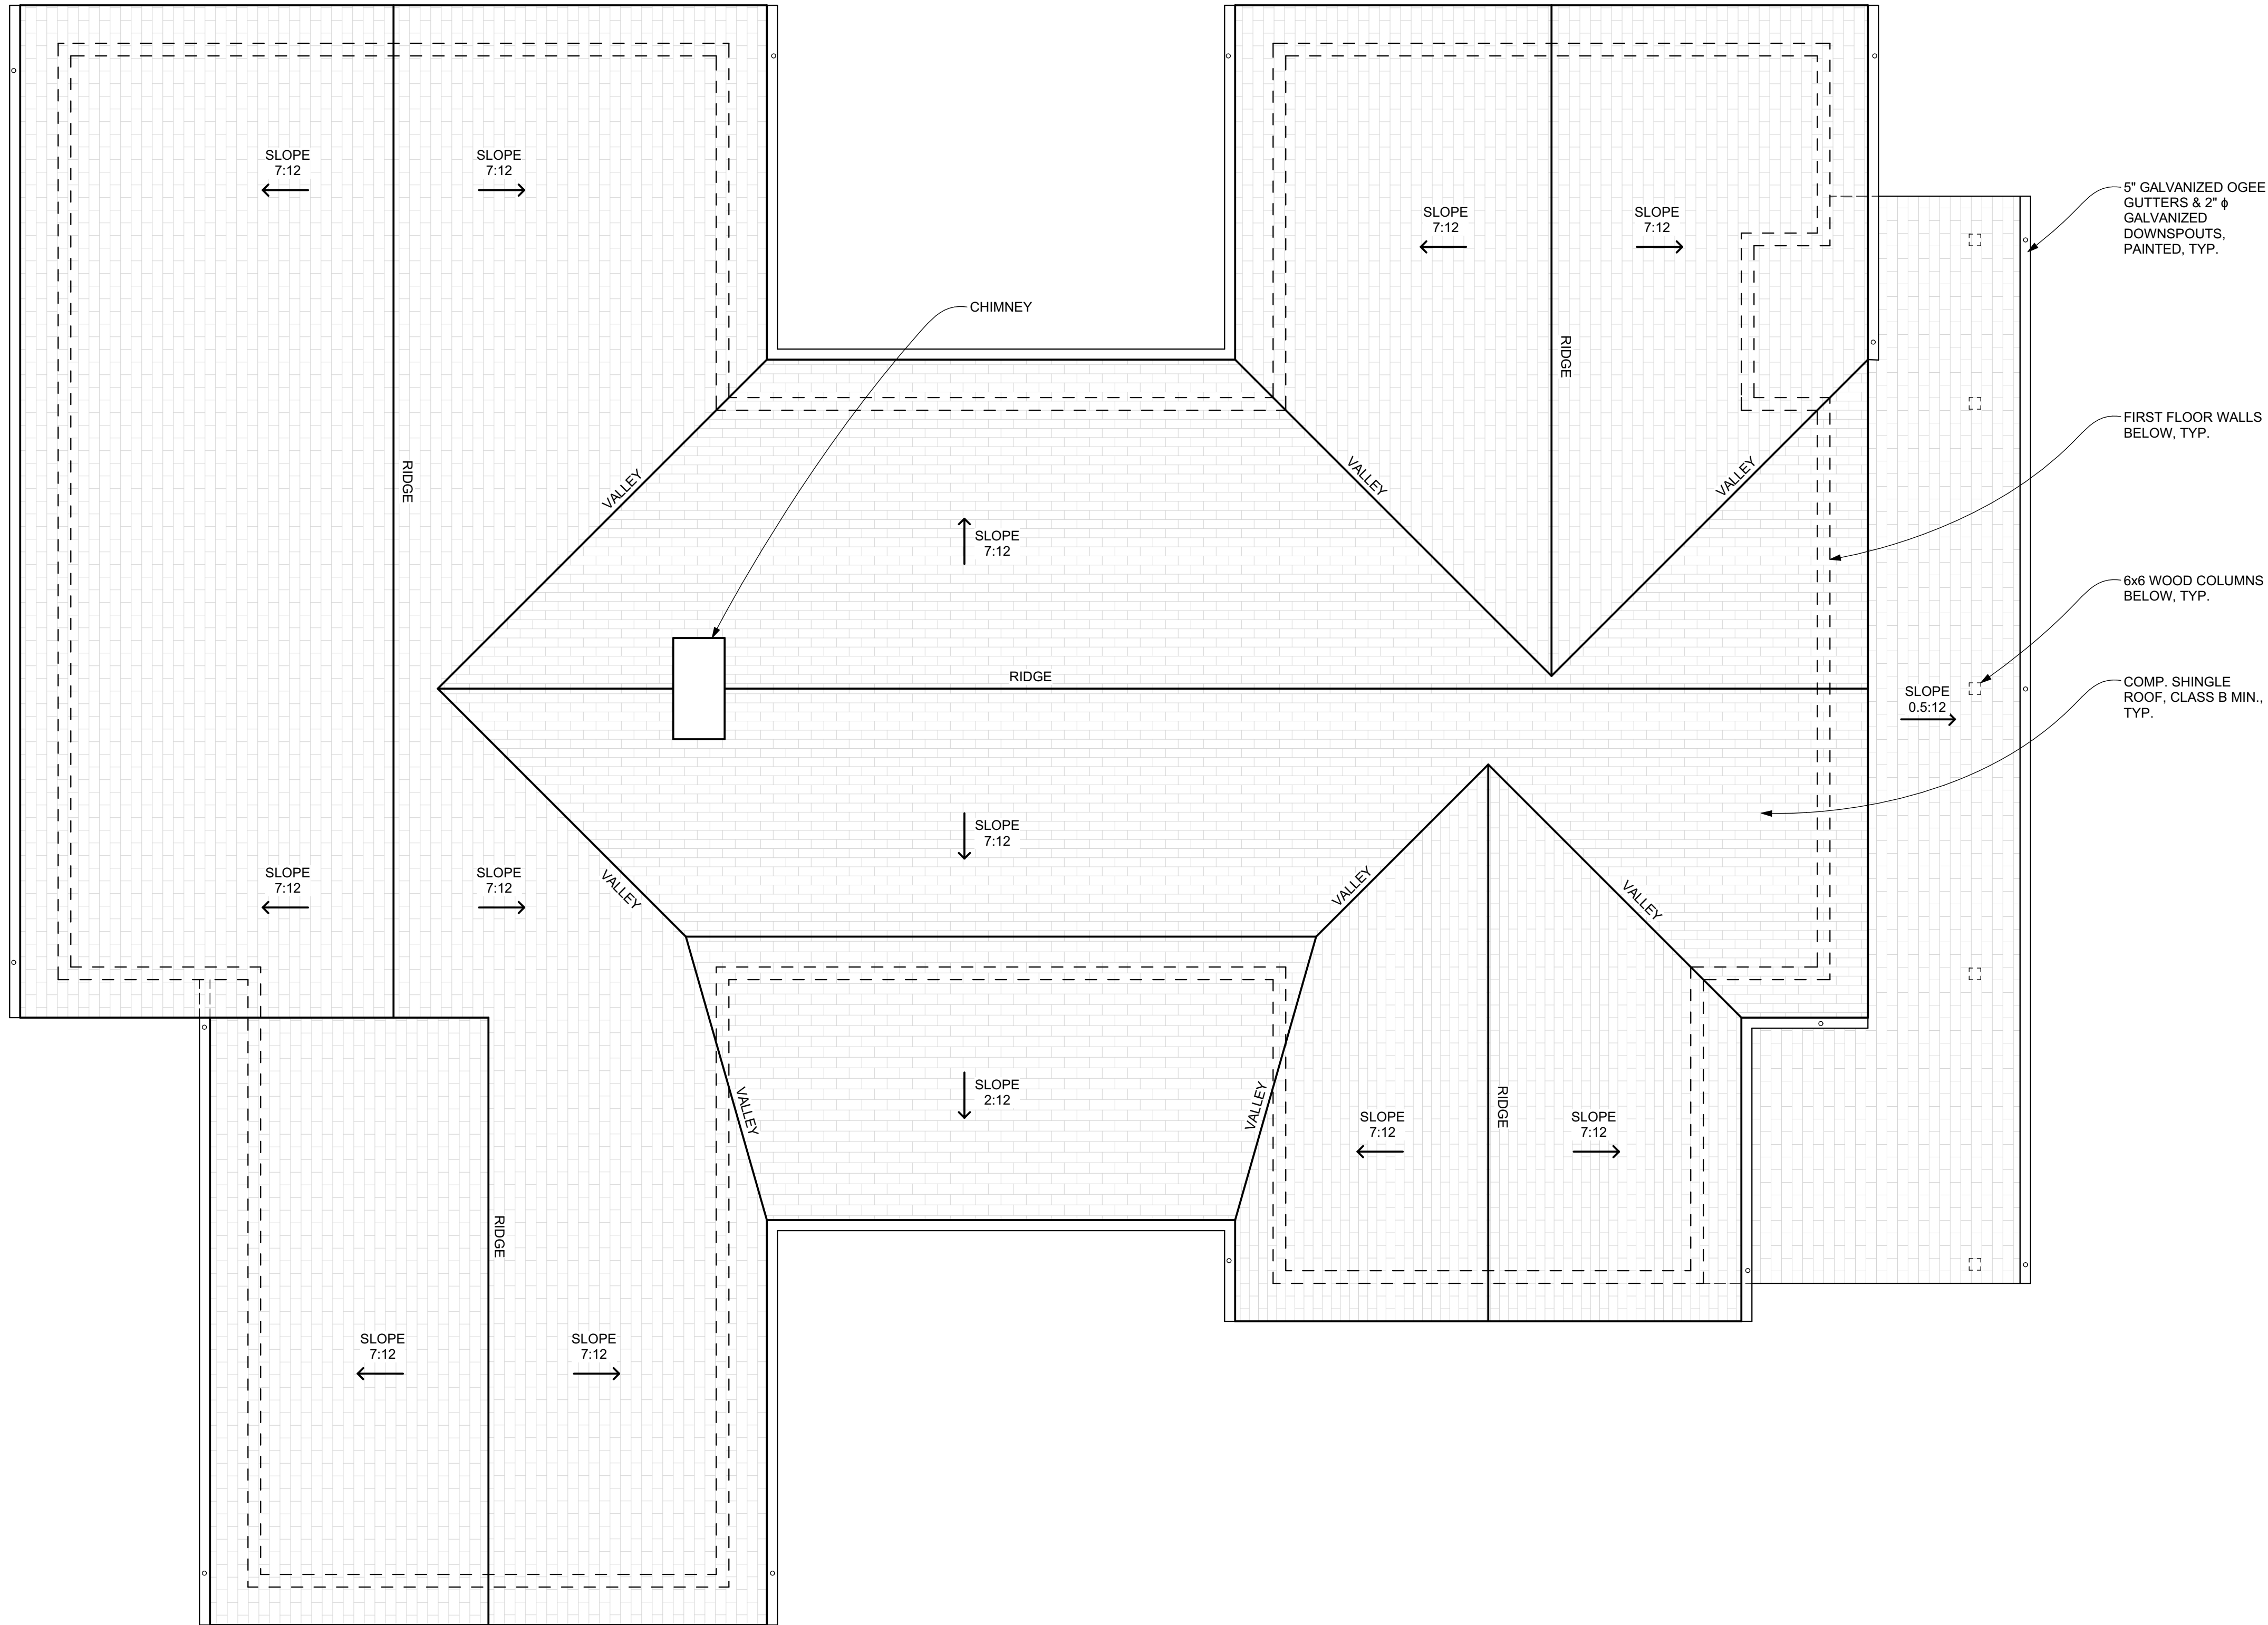 SLOPE
7:12
SLOPE
7:12
SLOPE
7:12
SLOPE
7:12
5" GALVANIZED OGEE
GUTTERS & 2" ϕ
GALVANIZED
DOWNSPOUTS,
PAINTED, TYP.
CHIMNEY
RIDGE
FIRST FLOOR WALLS
BELOW, TYP.
RIDGE
VALLEY
VALLEY
VALLEY
SLOPE
7:12
6x6 WOOD COLUMNS
BELOW, TYP.
RIDGE
COMP. SHINGLE
ROOF, CLASS B MIN.,
TYP.
SLOPE
0.5:12
SLOPE
7:12
SLOPE
7:12
SLOPE
7:12
VALLEY
VALLEY
VALLEY
SLOPE
2:12
VALLEY
VALLEY
RIDGE
SLOPE
7:12
SLOPE
7:12
RIDGE
SLOPE
7:12
SLOPE
7:12